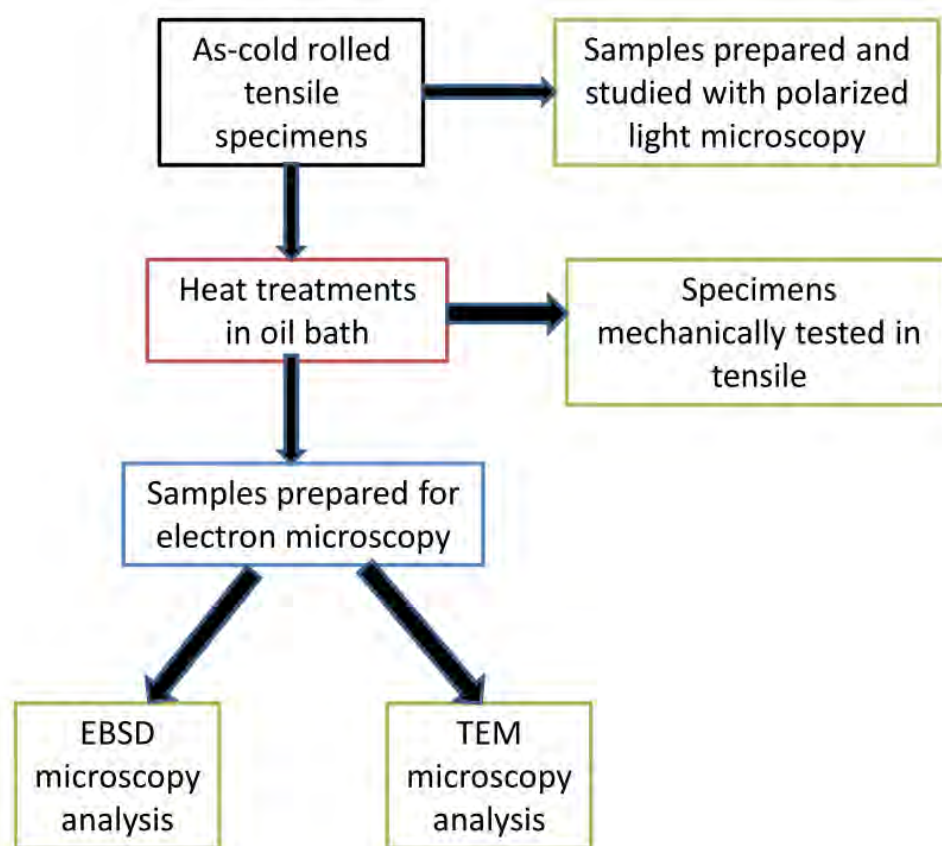 As-cold rolled
tensile
specimens
Samples prepared and
studied with polarized
light microscopy
Heat treatments
in oil bath
Specimens
mechanically tested in
tensile
Samples prepared for
electron microscopy
EBSD
microscopy
analysis
TEM
microscopy
analysis